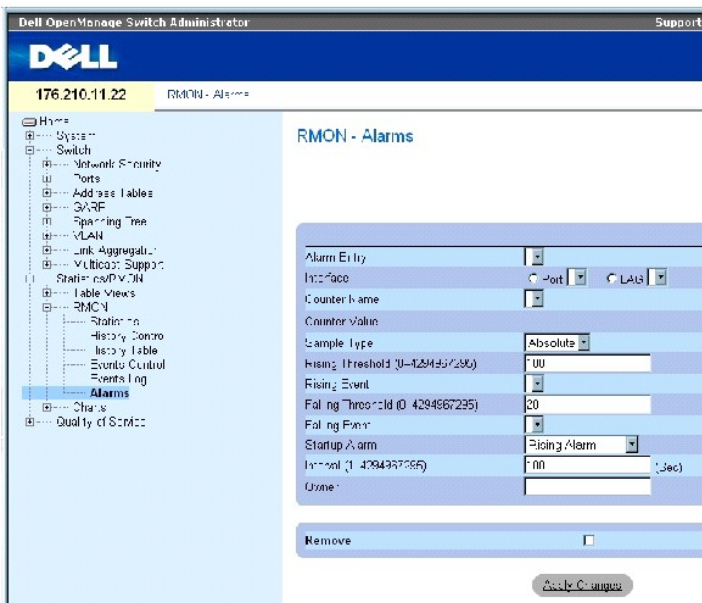 Dell OpenManage Switch Administrator Support
DELL
176.210.11.22 RMON - Alarms
Home
System
Switch
Network Security
Ports
Address Tables
GARP
Spanning Tree
VLAN
Link Aggregation
Multicast Support
Statistics/RMON
Table Views
RMON
Statistics
History Control
History Table
Events Control
Events Log
Alarms
Charts
Quality of Service
RMON - Alarms
Alarm Entry
Interface Port LAG
Counter Name
Counter Value
Sample Type Absolute
Rising Threshold (0-4294967295) 100
Rising Event
Falling Threshold (0-4294967295) 20
Falling Event
Startup Alarm Rising Alarm
Interval (1-4294967295) 100 (Sec)
Owner
Remove
Apply Changes